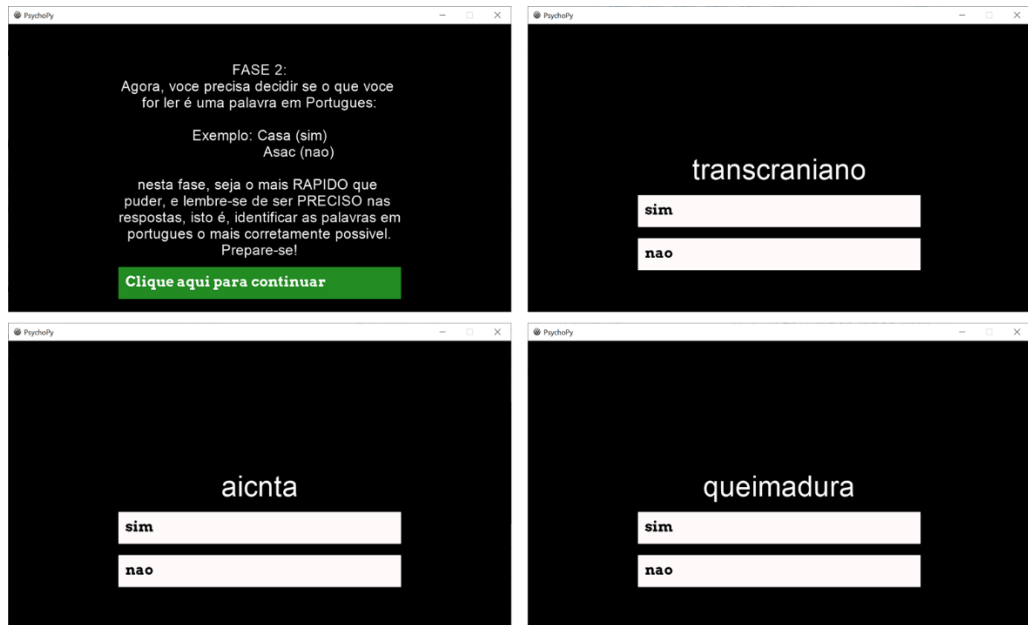 PsychoPy
FASE 2:
Agora, voce precisa decidir se o que voce
for ler é uma palavra em Portugues:
Exemplo: Casa (sim)
Asac (nao)
nesta fase, seja o mais RAPIDO que
puder, e lembre-se de ser PRECISO nas
respostas, isto é, identificar as palavras em
portugues o mais corretamente possivel.
Prepare-se!
Clique aqui para continuar
PsychoPy
transcraniano
sim
nao
PsychoPy
aicnta
sim
nao
PsychoPy
queimadura
sim
nao